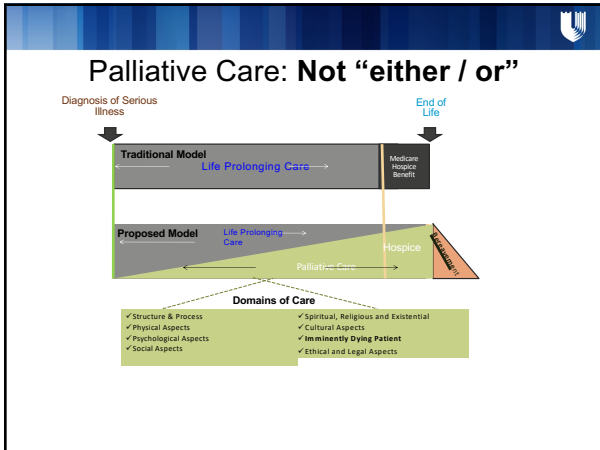 Palliative Care: Not “either / or”
Diagnosis of Serious
Illness
End of
Life
Traditional Model
Life Prolonging Care
Medicare
Hospice
Benefit
Proposed Model
Life Prolonging
Care
Hospice
Palliative Care
Bereavement
Domains of Care
✓Structure & Process
✓Physical Aspects
✓Psychological Aspects
✓Social Aspects
✓Spiritual, Religious and Existential
✓Cultural Aspects
✓Imminently Dying Patient
✓Ethical and Legal Aspects